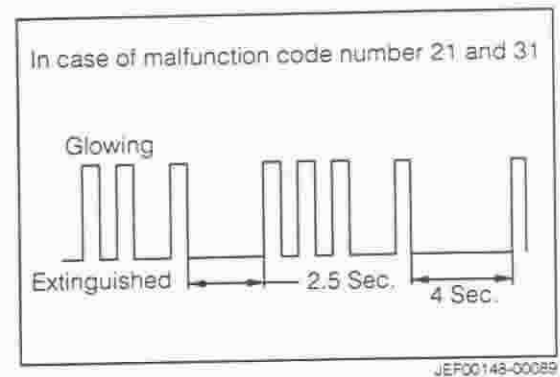 In case of malfunction code number 21 and 31
Glowing
Extinguished
2.5 Sec.
4 Sec.
JEF00148-00089